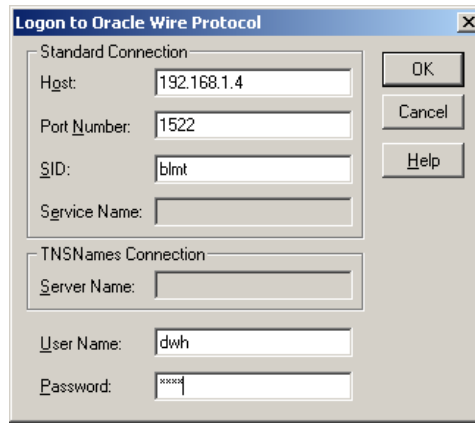 Logon to Oracle Wire Protocol
Standard Connection
Host: 192.168.1.4
OK
Port Number: 1522
Cancel
SID: blmt
Help
Service Name:
TNSNames Connection
Server Name:
User Name: dwh
Password: ****